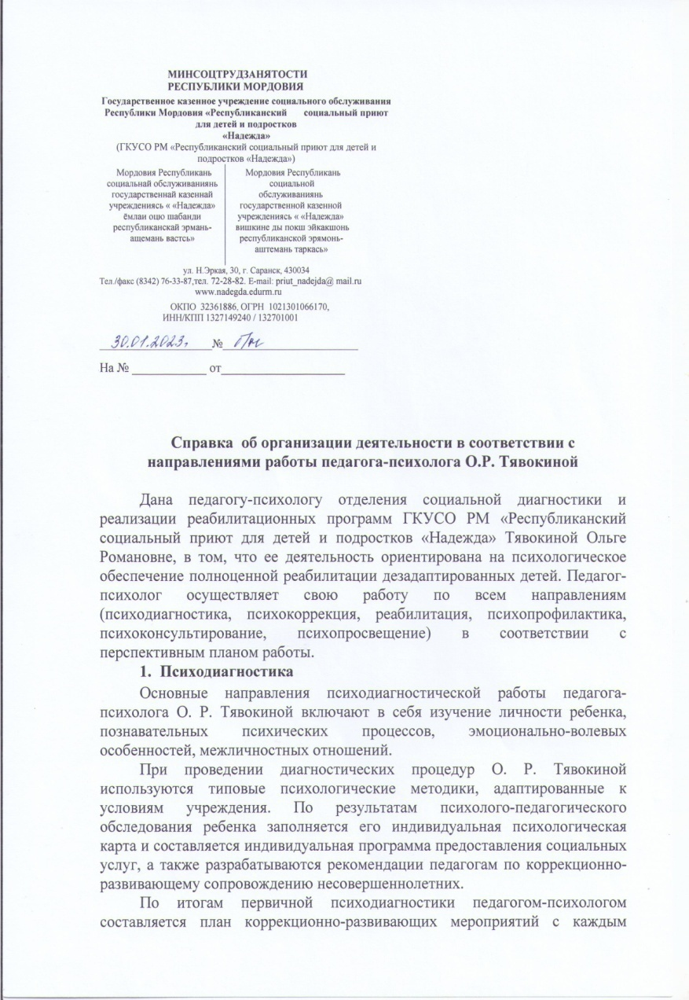 МИНСОЦТРУДЗАНЯТОСТИ
РЕСПУБЛИКИ МОРДОВИЯ
Государственное казенное учреждение социального обслуживания
Республики Мордовия «Республиканский социальный приют
для детей и подростков
«Надежда»
(ГКУСО РМ «Республиканский социальный приют для детей и
подростков «Надежда»)
Мордовия Республикань
социальнай обслуживаниянь
государственнай казеннай
учреждениясь « «Надежда»
ёмлаи оцю шабанди
республиканскай эрмань-
ащемань вастсь»
Мордовия Республикань
социальной
обслуживаниянь
государственной казенной
учреждениясь « «Надежда»
вишкине ды покш эйкакшонь
республиканской эрямонь-
аштемань таркась»
ул. Н.Эркая, 30, г. Саранск, 430034
Тел./факс (8342) 76-33-87,тел. 72-28-82. E-mail: priut_nadejda@ mail.ru
www.nadegda.edurm.ru
ОКПО 32361886, ОГРН 1021301066170,
ИНН/КПП 1327149240 / 132701001
30.01.2023г №
На № от
Справка об организации деятельности в соответствии с
направлениями работы педагога-психолога О.Р. Тявокиной
Дана педагогу-психологу отделения социальной диагностики и
реализации реабилитационных программ ГКУСО РМ «Республиканский
социальный приют для детей и подростков «Надежда» Тявокиной Ольге
Романовне, в том, что ее деятельность ориентирована на психологическое
обеспечение полноценной реабилитации дезадаптированных детей. Педагог-
психолог осуществляет свою работу по всем направлениям
(психодиагностика, психокоррекция, реабилитация, психопрофилактика,
психоконсультирование, психопросвещение) в соответствии с
перспективным планом работы.
1. Психодиагностика
Основные направления психодиагностической работы педагога-
психолога О. Р. Тявокиной включают в себя изучение личности ребенка,
познавательных психических процессов, эмоционально-волевых
особенностей, межличностных отношений.
При проведении диагностических процедур О. Р. Тявокиной
используются типовые психологические методики, адаптированные к
условиям учреждения. По результатам психолого-педагогического
обследования ребенка заполняется его индивидуальная психологическая
карта и составляется индивидуальная программа предоставления социальных
услуг, а также разрабатываются рекомендации педагогам по коррекционно-
развивающему сопровождению несовершеннолетних.
По итогам первичной психодиагностики педагогом-психологом
составляется план коррекционно-развивающих мероприятий с каждым